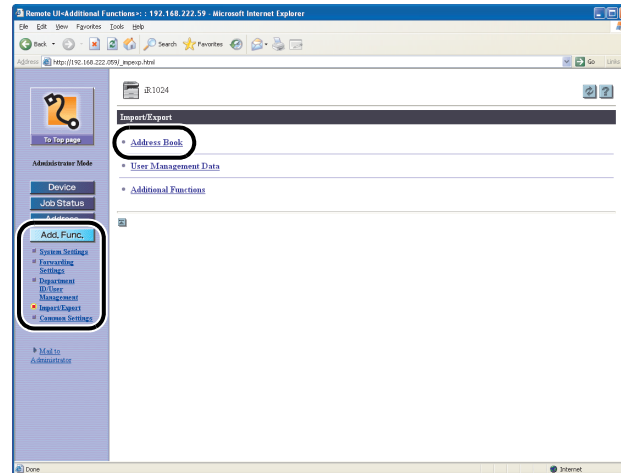 Remote UI<Additional Functions>: : 192.168.222.59 - Microsoft Internet Explorer
File Edit View Favorites Tools Help
Back Search Favorites
Address http://192.168.222.059/_impexp.html Go Links
iR1024
Import/Export
Address Book
User Management Data
Additional Functions
To Top page
Administrator Mode
Device
Job Status
Address
Add. Func.
System Settings
Forwarding
Settings
Department
ID/User
Management
Import/Export
Common Settings
Mail to
Administrator
Done Internet